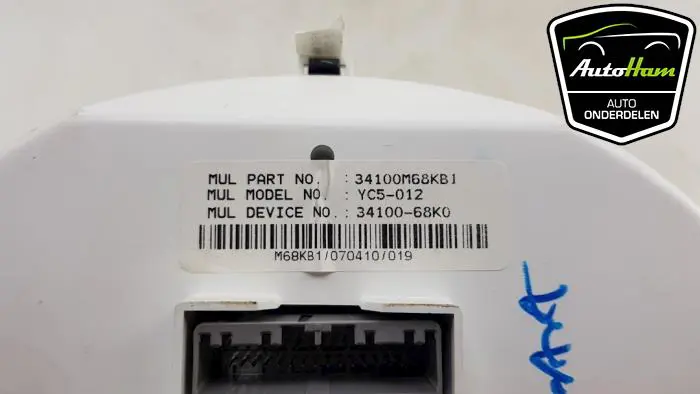 AutoHam
AUTO
ONDERDELEN
MUL PART NO. : 34100M68KB1
MUL MODEL NO. : YC5-012
MUL DEVICE NO.: 34100-68K0
M68KB1/070410/019